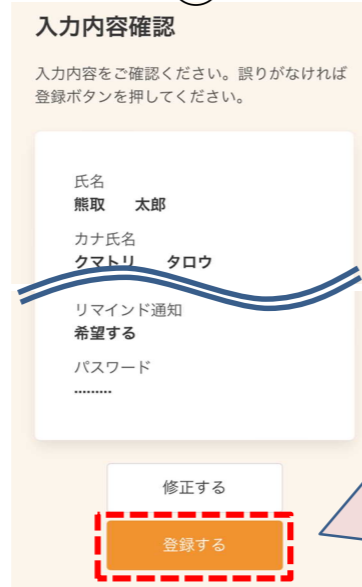 入力内容確認
入力内容をご確認ください。誤りがなければ
登録ボタンを押してください。
氏名
熊取　太郎
カナ氏名
クマトリ　タロウ
リマインド通知
希望する
パスワード
.........
修正する
登録する